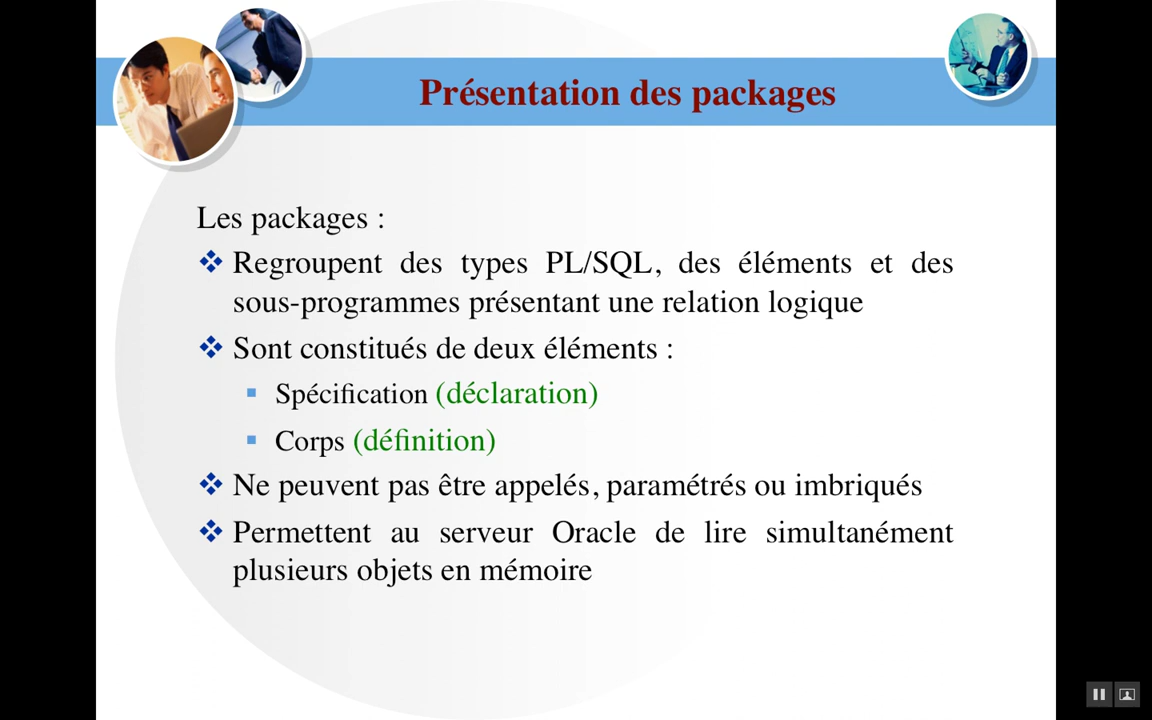 Présentation des packages
Les packages :
Regroupent des types PL/SQL, des éléments et des
sous-programmes présentant une relation logique
Sont constitués de deux éléments :
Spécification (déclaration)
Corps (définition)
Ne peuvent pas être appelés, paramétrés ou imbriqués
Permettent au serveur Oracle de lire simultanément
plusieurs objets en mémoire